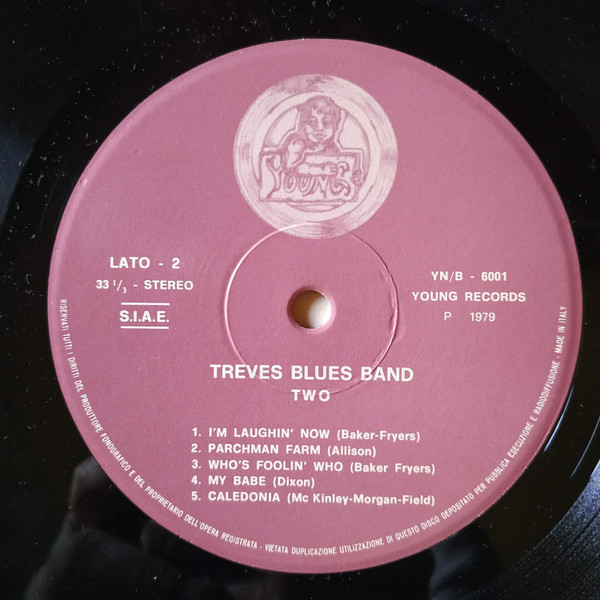 YOUNG
LATO - 2
33 1/3 - STEREO
S.I.A.E.
YN/B - 6001
YOUNG RECORDS
P 1979
TREVES BLUES BAND
TWO
1. I'M LAUGHIN' NOW (Baker-Fryers)
2. PARCHMAN FARM (Allison)
3. WHO'S FOOLIN' WHO (Baker Fryers)
4. MY BABE (Dixon)
5. CALEDONIA (Mc Kinley-Morgan-Field)
RISERVATI TUTTI I DIRITTI DEL PRODUTTORE FONOGRAFICO E DEL PROPRIETARIO DELL'OPERA REGISTRATA - VIETATA DUPLICAZIONE UTILIZZAZIONE DI QUESTO DISCO DEPOSITATO PER PUBBLICA ESECUZIONE E RADIODIFFUSIONE - MADE IN ITALY